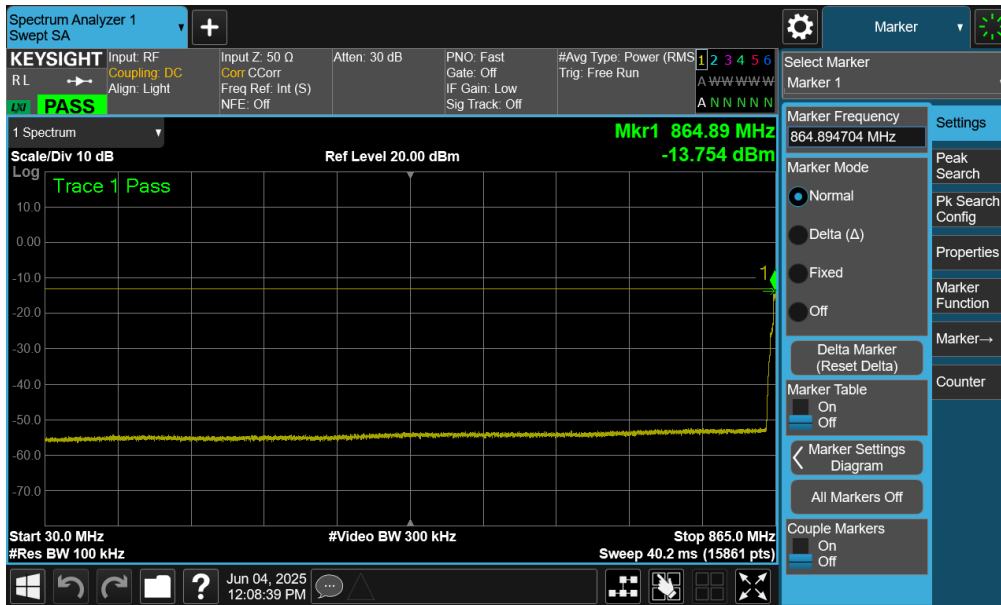 Spectrum Analyzer 1
Swept SA
Marker
KEYSIGHT
R L
LXI
PASS
Input: RF
Coupling: DC
Align: Light
Input Z: 50 Ω
Corr CCorr
Freq Ref: Int (S)
NFE: Off
Atten: 30 dB
PNO: Fast
Gate: Off
IF Gain: Low
Sig Track: Off
#Avg Type: Power (RMS
Trig: Free Run
1 2 3 4 5 6
A W W W W W
A N N N N N
1 Spectrum
Scale/Div 10 dB
Ref Level 20.00 dBm
Mkr1 864.89 MHz
-13.754 dBm
Log
Trace 1 Pass
10.0
0.00
-10.0
-20.0
-30.0
-40.0
-50.0
-60.0
-70.0
1
Start 30.0 MHz
#Video BW 300 kHz
Stop 865.0 MHz
#Res BW 100 kHz
Sweep 40.2 ms (15861 pts)
Select Marker
Marker 1
Marker Frequency
864.894704 MHz
Marker Mode
Normal
Delta (Δ)
Fixed
Off
Delta Marker
(Reset Delta)
Marker Table
On
Off
Marker Settings
Diagram
All Markers Off
Couple Markers
On
Off
Settings
Peak
Search
Pk Search
Config
Properties
Marker
Function
Marker→
Counter
?
Jun 04, 2025
12:08:39 PM